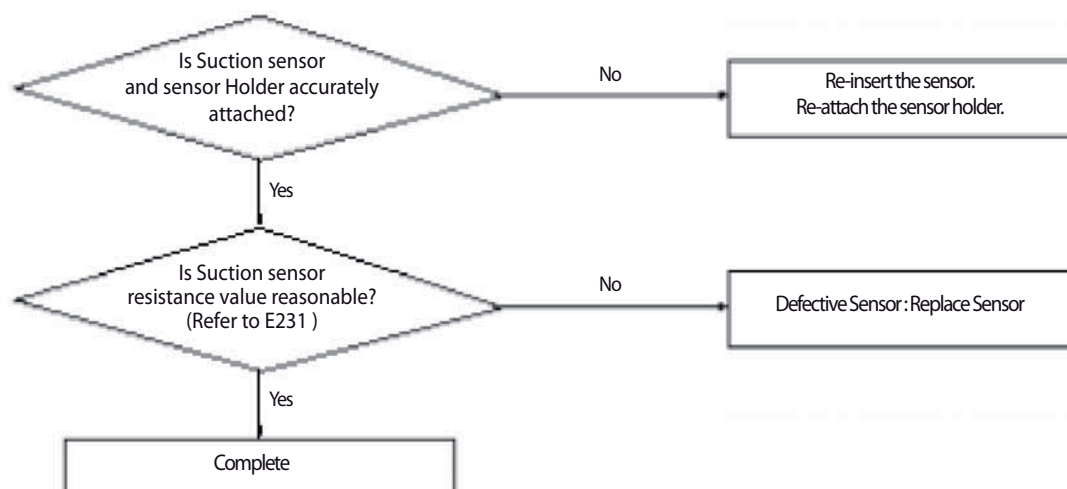 Is Suction sensor
and sensor Holder accurately
attached?
No
Re-insert the sensor.
Re-attach the sensor holder.
Yes
Is Suction sensor
resistance value reasonable?
(Refer to E231 )
No
Defective Sensor : Replace Sensor
Yes
Complete